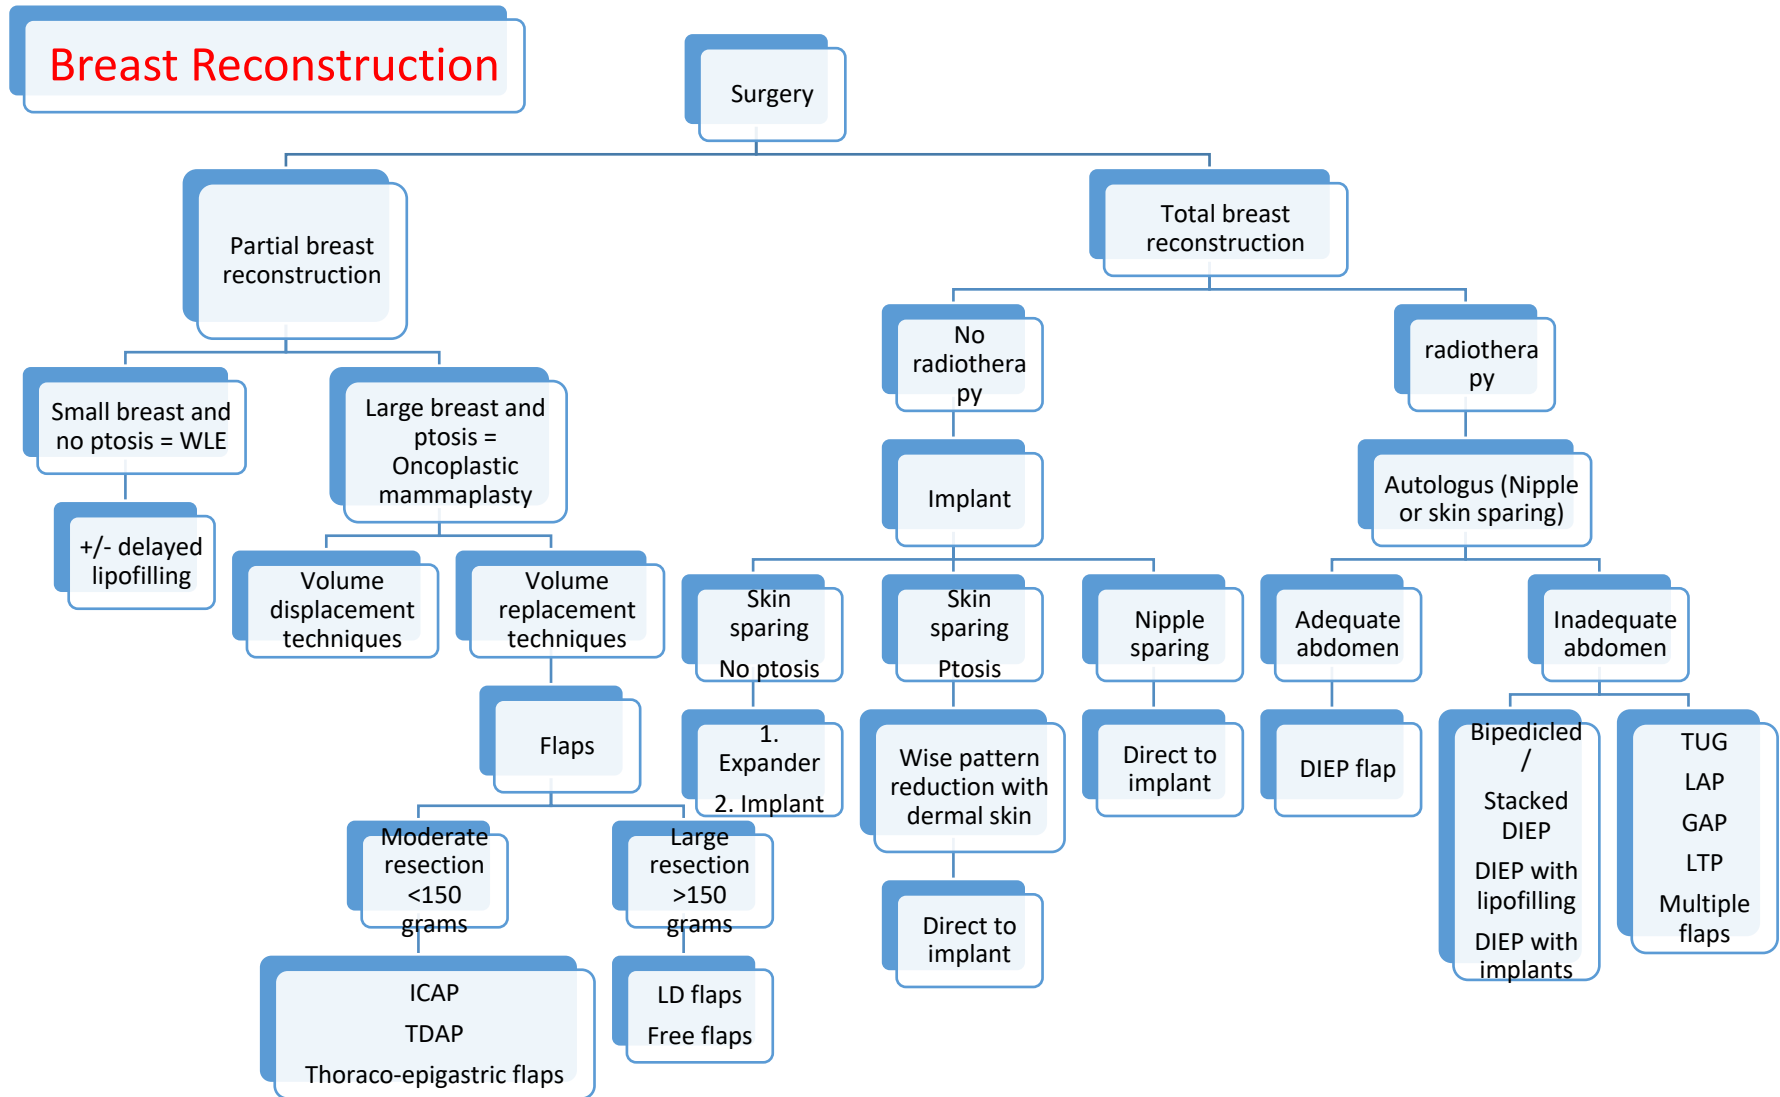 Breast Reconstruction
Surgery
Partial breast
reconstruction
Total breast
reconstruction
Small breast and
no ptosis = WLE
Large breast and
ptosis =
Oncoplastic
mammaplasty
No
radiothera
py
radiothera
py
+/- delayed
lipofilling
Implant
Autologus (Nipple
or skin sparing)
Volume
displacement
techniques
Volume
replacement
techniques
Skin
sparing
No ptosis
Skin
sparing
Ptosis
Nipple
sparing
Adequate
abdomen
Inadequate
abdomen
Flaps
1.
Expander
2. Implant
Wise pattern
reduction with
dermal skin
Direct to
implant
DIEP flap
Bipedicled
/
Stacked
DIEP
DIEP with
lipofilling
DIEP with
implants
TUG
LAP
GAP
LTP
Multiple
flaps
Moderate
resection
<150
grams
Large
resection
>150
grams
Direct to
implant
ICAP
TDAP
Thoraco-epigastric flaps
LD flaps
Free flaps